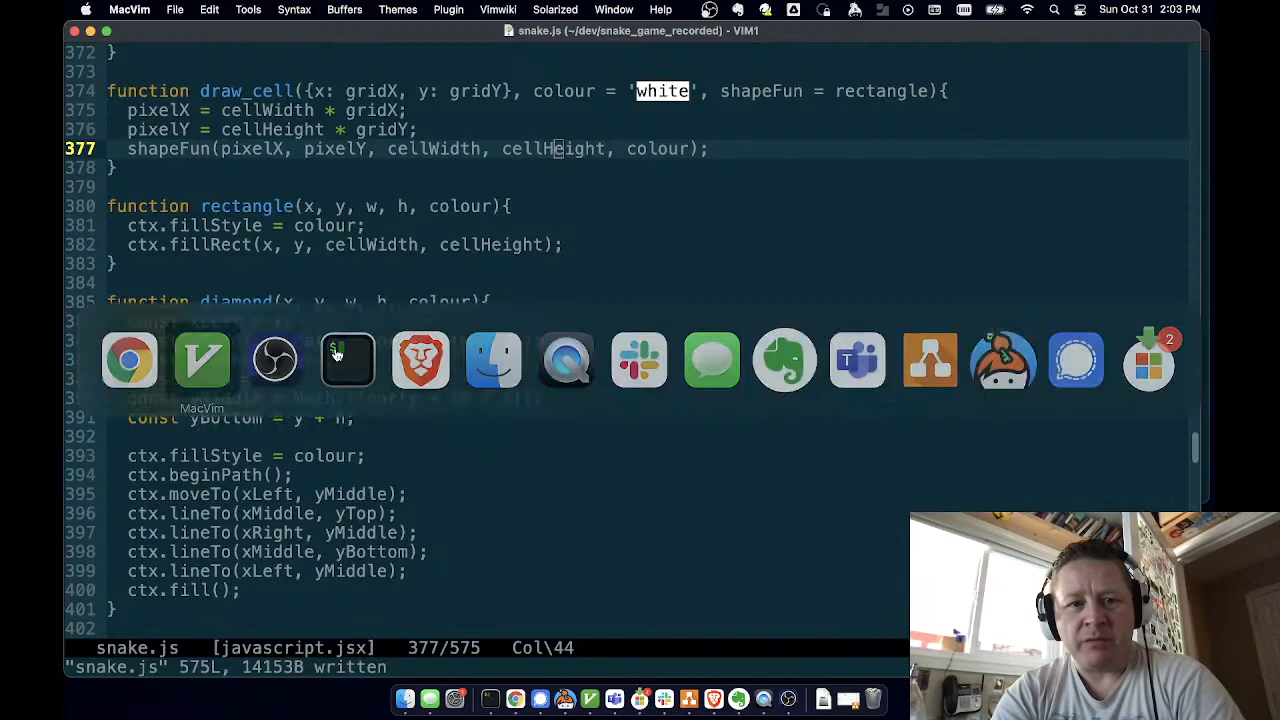 MacVim File Edit Tools Syntax Buffers Themes Plugin Vimwiki Solarized Window Help Sun Oct 31 2:03 PM
snake.js (~/dev/snake_game_recorded) - VIM1
372 }
373
374 function draw_cell({x: gridX, y: gridY}, colour = 'white', shapeFun = rectangle){
375 pixelX = cellWidth * gridX;
376 pixelY = cellHeight * gridY;
377 shapeFun(pixelX, pixelY, cellWidth, cellHeight, colour);
378 }
379
380 function rectangle(x, y, w, h, colour){
381 ctx.fillStyle = colour;
382 ctx.fillRect(x, y, cellWidth, cellHeight);
383 }
384
385 function diamond(x, y, w, h, colour){
$
2
MacVim
391 const yBottom = y + h;
392
393 ctx.fillStyle = colour;
394 ctx.beginPath();
395 ctx.moveTo(xLeft, yMiddle);
396 ctx.lineTo(xMiddle, yTop);
397 ctx.lineTo(xRight, yMiddle);
398 ctx.lineTo(xMiddle, yBottom);
399 ctx.lineTo(xLeft, yMiddle);
400 ctx.fill();
401 }
402
snake.js [javascript.jsx] 377/575 Col\44
"snake.js" 575L, 14153B written